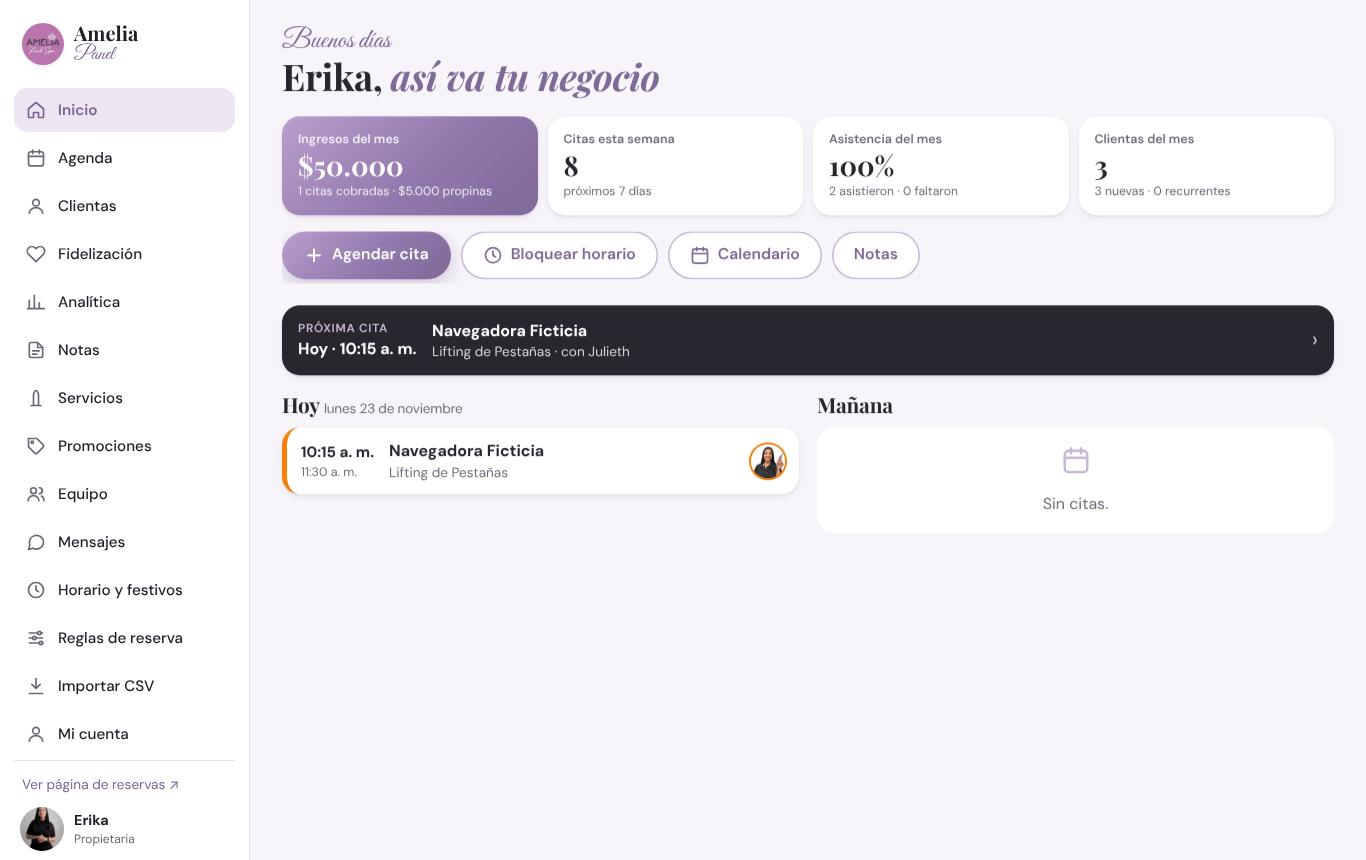 Amelia
Panel
AMELIA
Inicio
Agenda
Clientas
Fidelización
Analítica
Notas
Servicios
Promociones
Equipo
Mensajes
Horario y festivos
Reglas de reserva
Importar CSV
Mi cuenta
Ver página de reservas ↗
Erika
Propietaria
Buenos días
Erika, así va tu negocio
Ingresos del mes
$50.000
1 citas cobradas · $5.000 propinas
Citas esta semana
8
próximos 7 días
Asistencia del mes
100%
2 asistieron · 0 faltaron
Clientas del mes
3
3 nuevas · 0 recurrentes
+ Agendar cita
Bloquear horario
Calendario
Notas
PRÓXIMA CITA
Hoy · 10:15 a. m.
Navegadora Ficticia
Lifting de Pestañas · con Julieth
›
Hoy lunes 23 de noviembre
10:15 a. m.
11:30 a. m.
Navegadora Ficticia
Lifting de Pestañas
Mañana
Sin citas.